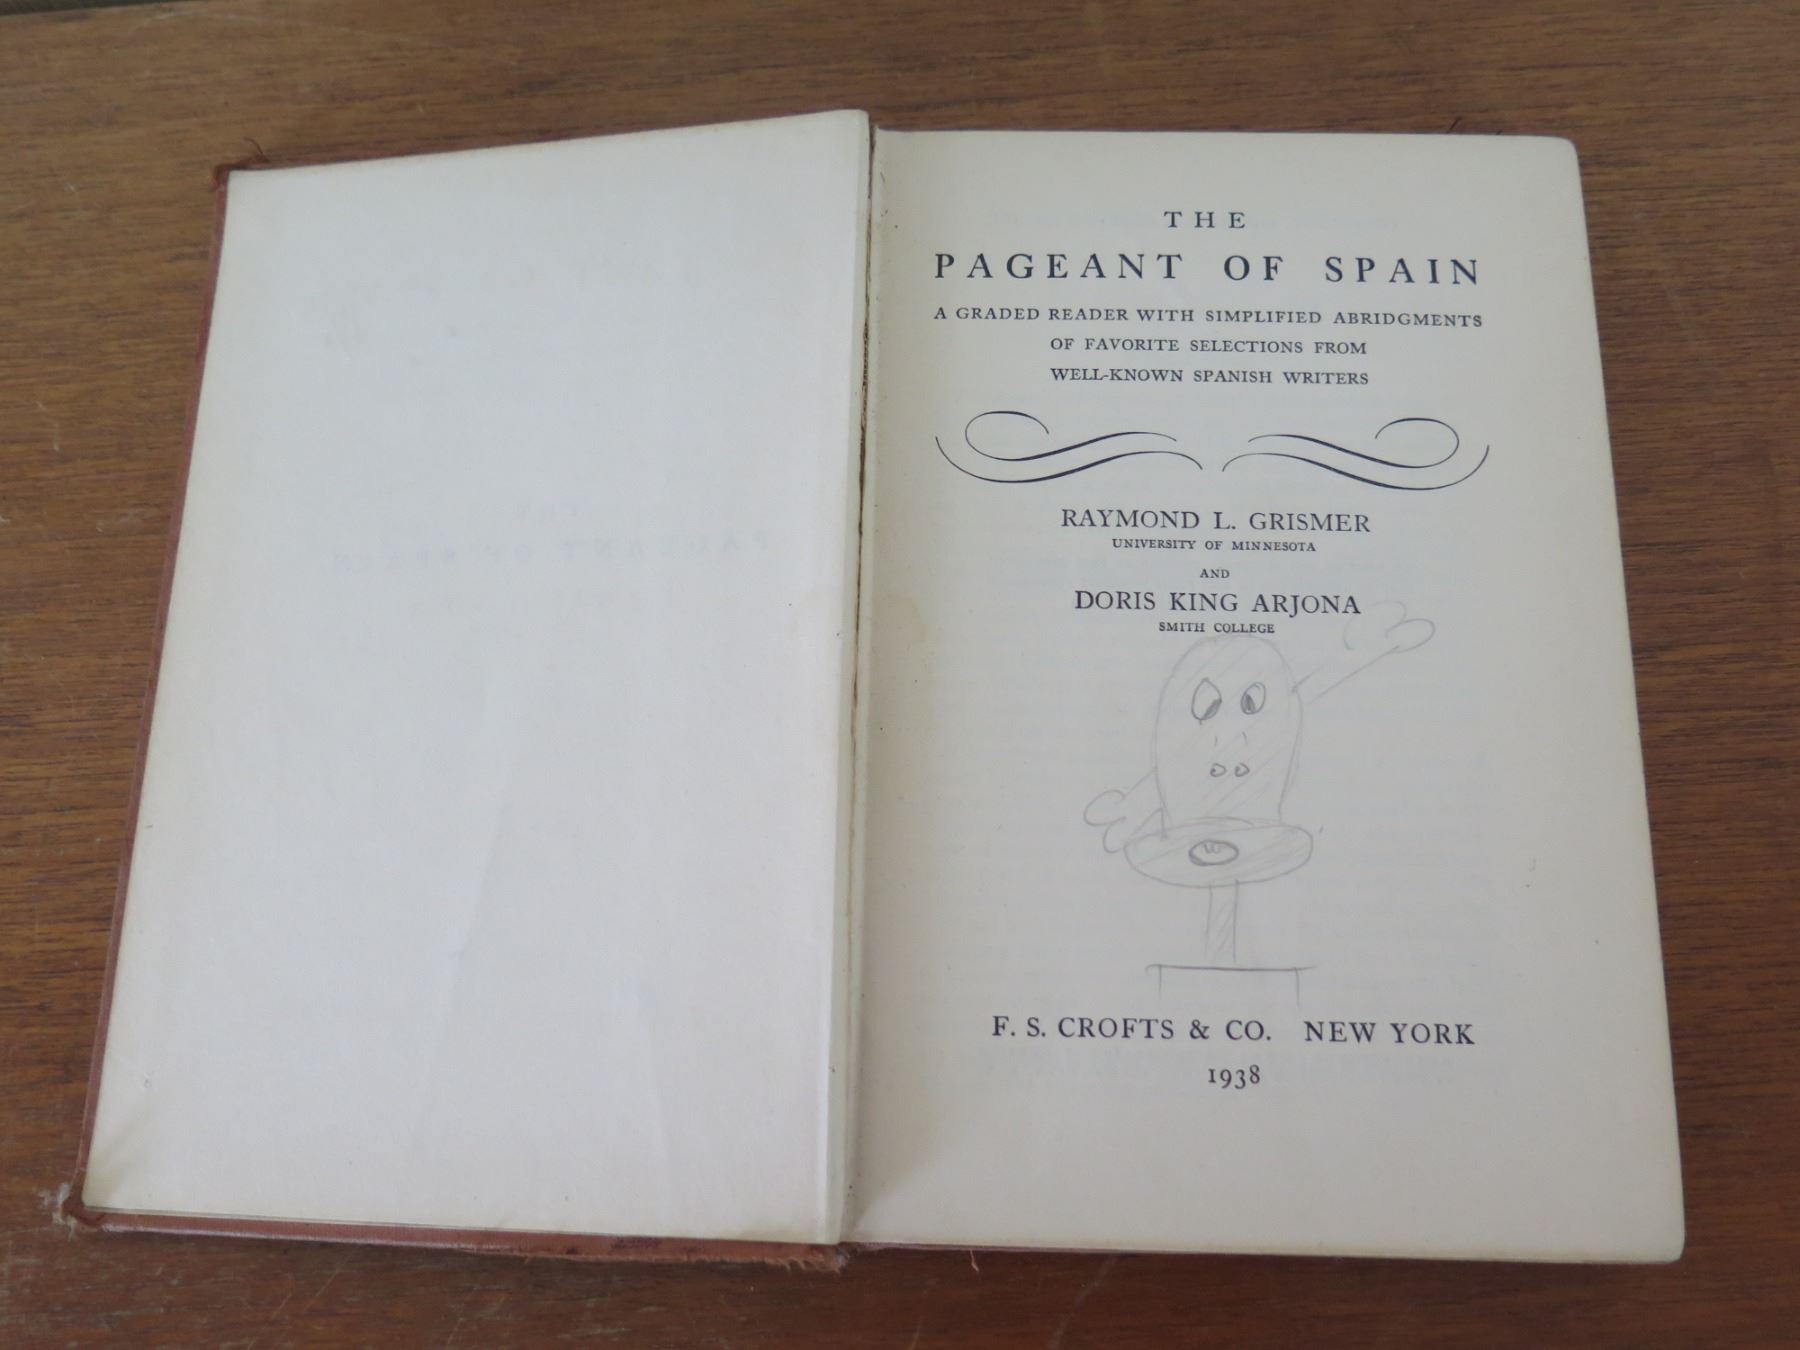 THE
PAGEANT OF SPAIN
A GRADED READER WITH SIMPLIFIED ABRIDGMENTS
OF FAVORITE SELECTIONS FROM
WELL-KNOWN SPANISH WRITERS
RAYMOND L. GRISMER
UNIVERSITY OF MINNESOTA
AND
DORIS KING ARJONA
SMITH COLLEGE
F. S. CROFTS & CO. NEW YORK
1938